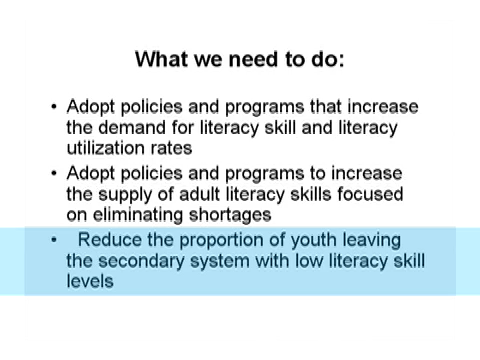 What we need to do:
• Adopt policies and programs that increase
the demand for literacy skill and literacy
utilization rates
• Adopt policies and programs to increase
the supply of adult literacy skills focused
on eliminating shortages
• Reduce the proportion of youth leaving
the secondary system with low literacy skill
levels